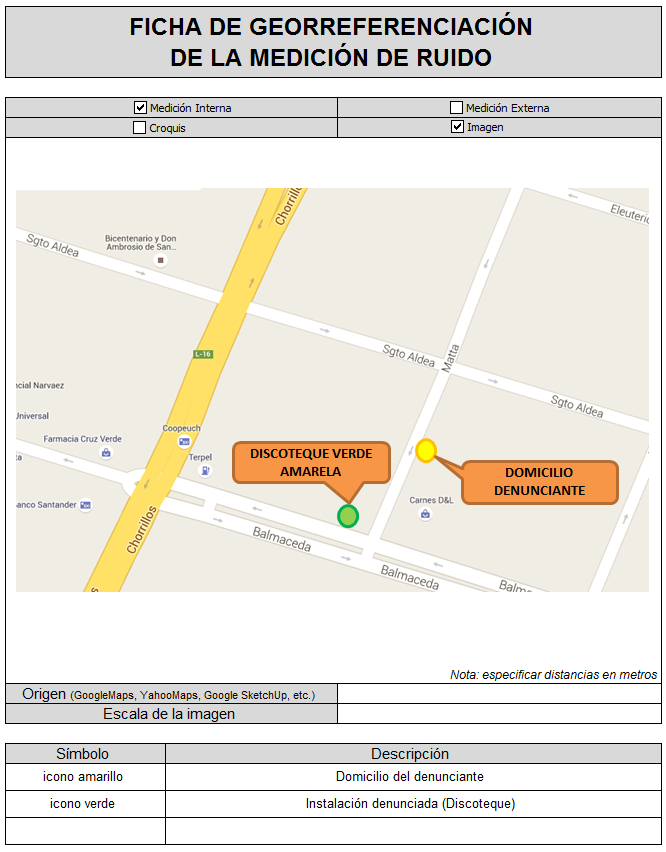 FICHA DE GEORREFERENCIACIÓN
DE LA MEDICIÓN DE RUIDO
Medición Interna
Medición Externa
Croquis
Imagen
Chorrillos
Eleuterio
Sgto Aldea
Bicentenario y Don
Ambrosio de San...
L-16
Sgto Aldea
Matta
Sgto Aldea
cial Narvaez
Universal
Farmacia Cruz Verde
Coopeuch
Terpel
DISCOTEQUE VERDE
AMARELA
DOMICILIO
DENUNCIANTE
ta
anco Santander
Carnes D&L
Chorrillos
Balmaceda
Balmaceda
Balmaced
s
Nota: especificar distancias en metros
Origen (GoogleMaps, YahooMaps, Google SketchUp, etc.)
Escala de la imagen
Símbolo
Descripción
icono amarillo
Domicilio del denunciante
icono verde
Instalación denunciada (Discoteque)